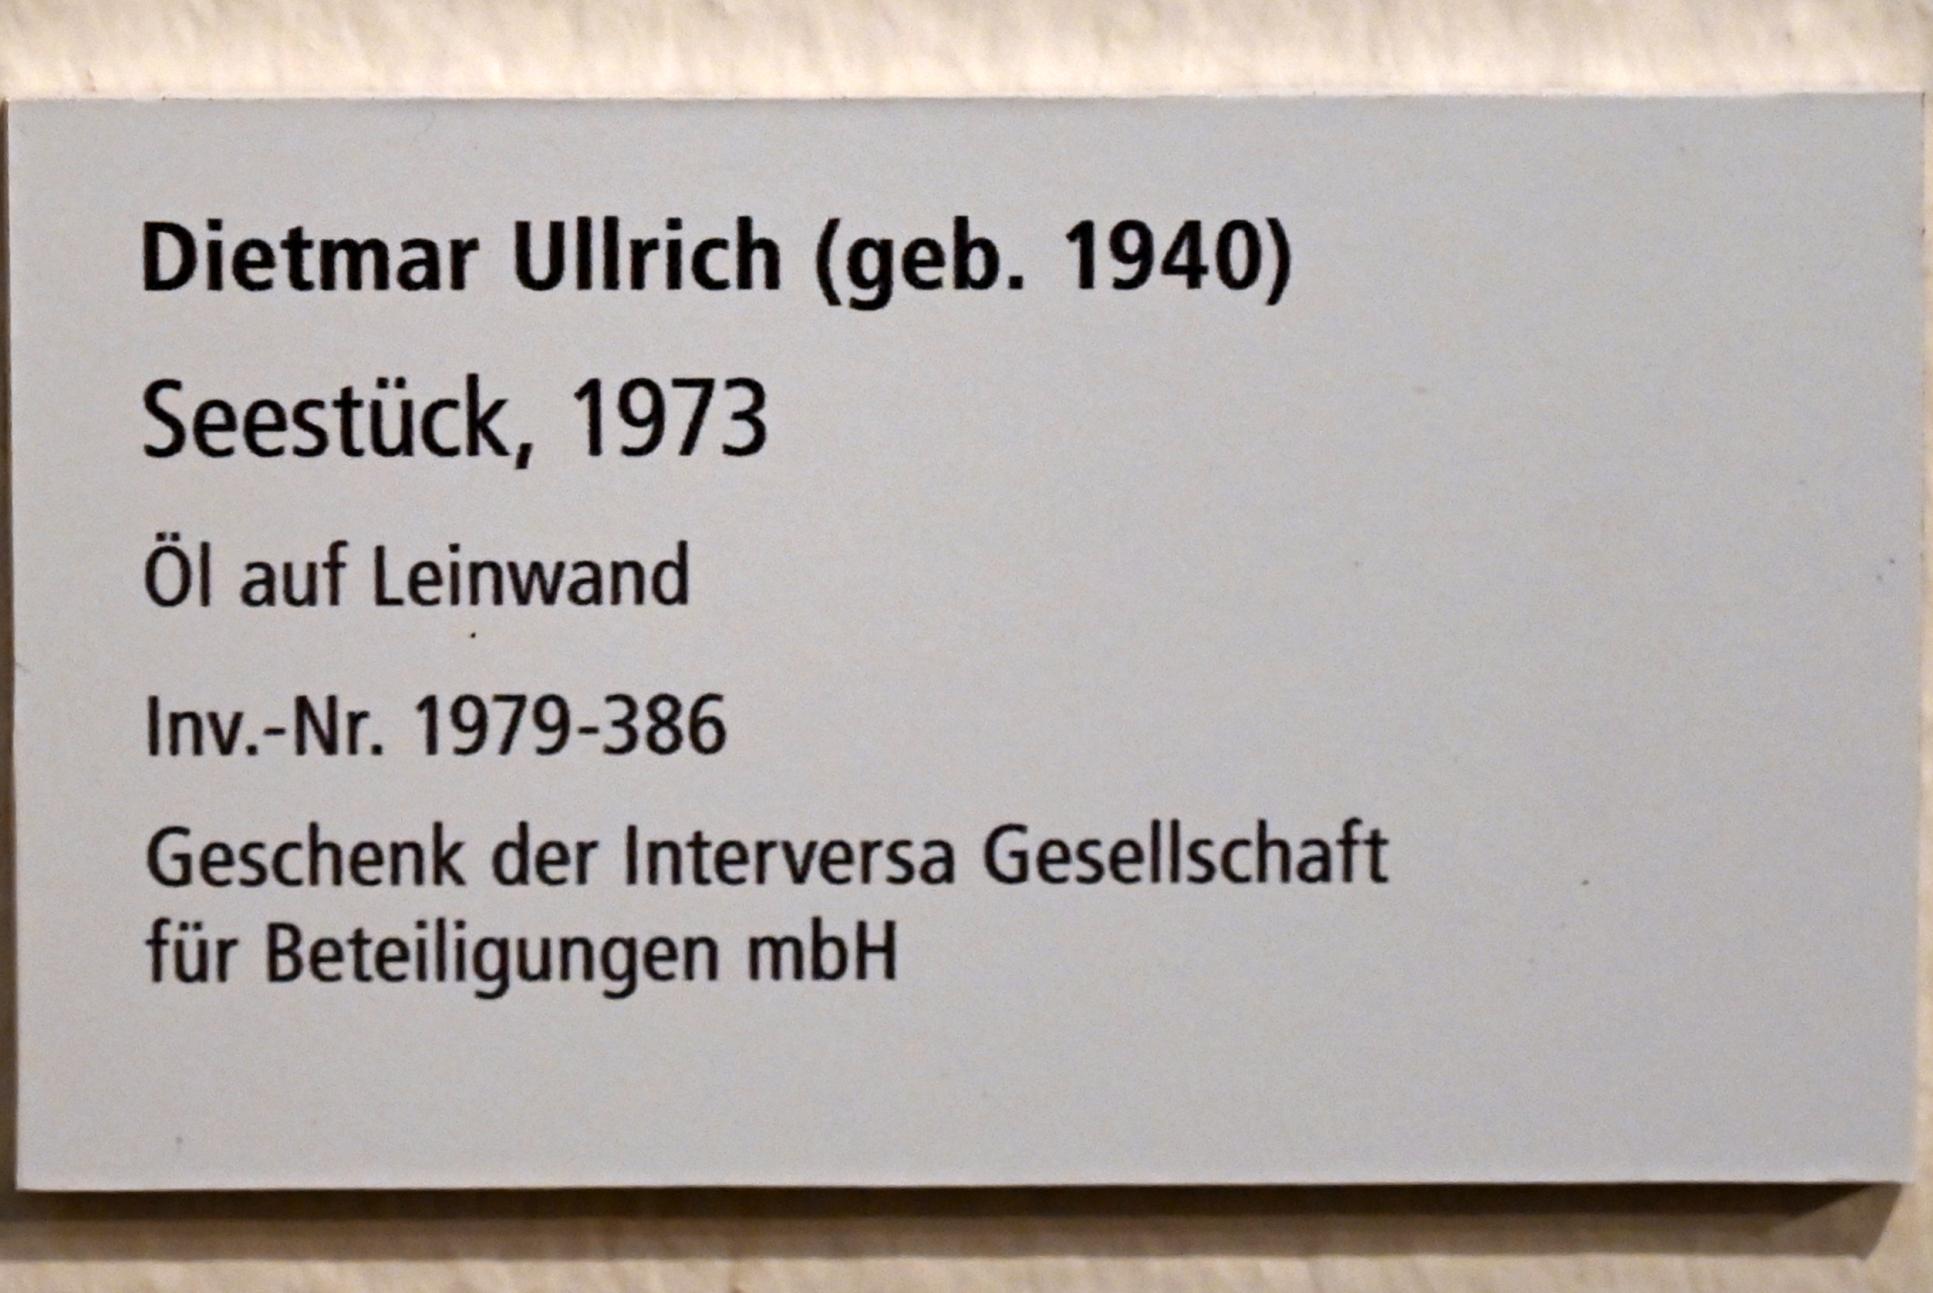 Dietmar Ullrich (geb. 1940)
Seestück, 1973
Öl auf Leinwand
Inv.-Nr. 1979-386
Geschenk der Interversa Gesellschaft
für Beteiligungen mbH